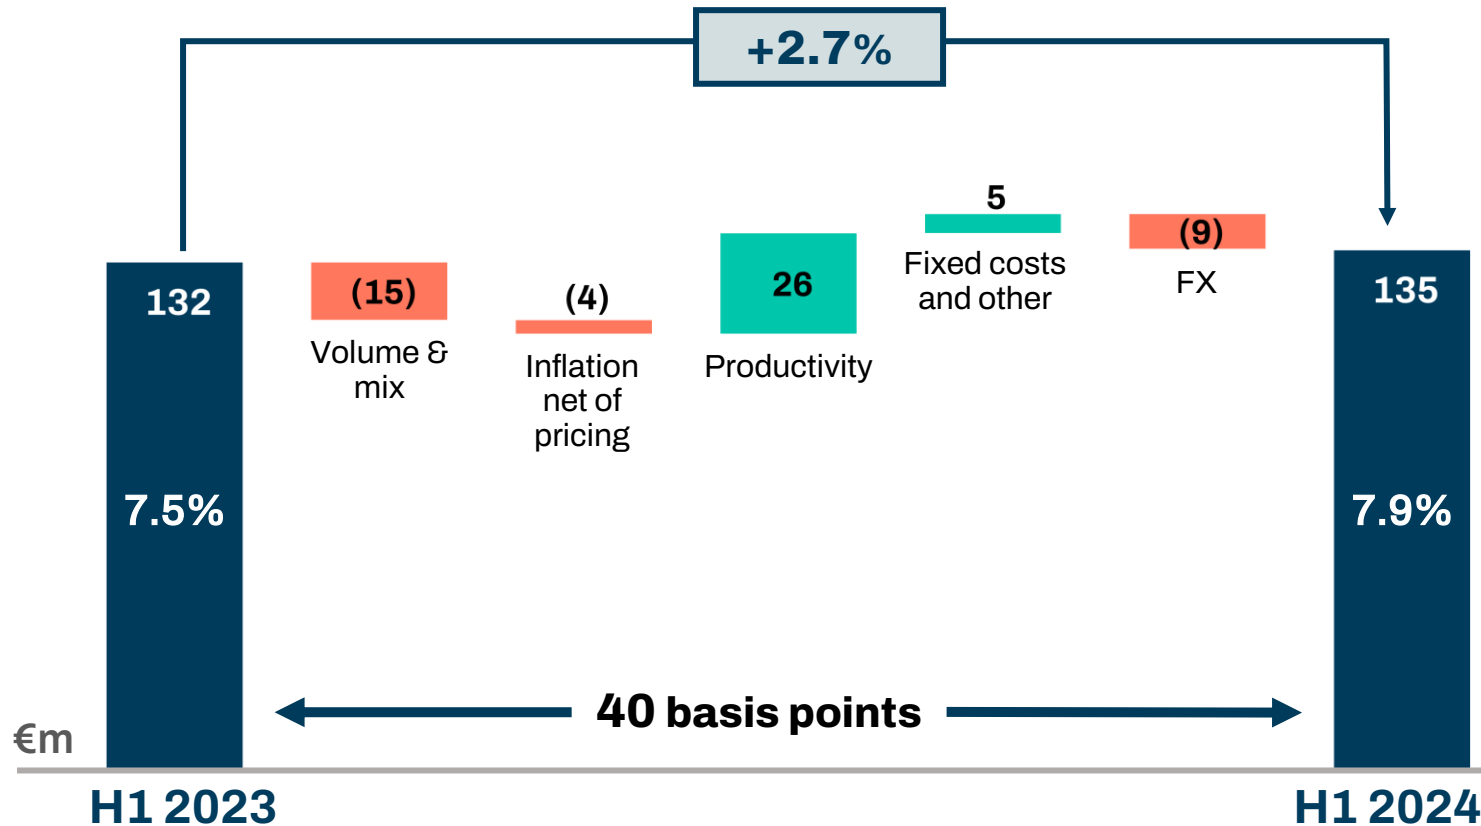 +2.7%
132
(15)
Volume &
mix
(4)
Inflation
net of
pricing
26
Productivity
5
Fixed costs
and other
(9)
FX
135
7.5%
7.9%
40 basis points
€m
H1 2023
H1 2024